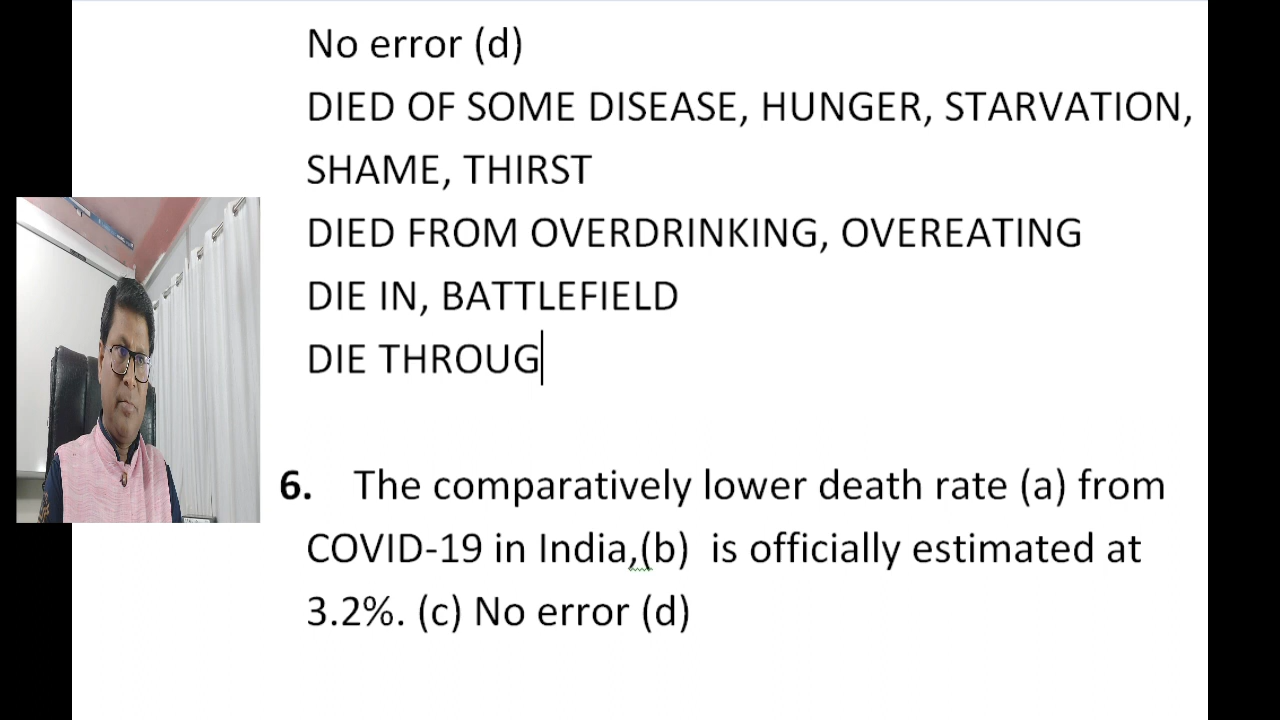 No error (d)
DIED OF SOME DISEASE, HUNGER, STARVATION,
SHAME, THIRST
DIED FROM OVERDRINKING, OVEREATING
DIE IN, BATTLEFIELD
DIE THROUG
6. The comparatively lower death rate (a) from
COVID-19 in India,(b) is officially estimated at
3.2%. (c) No error (d)